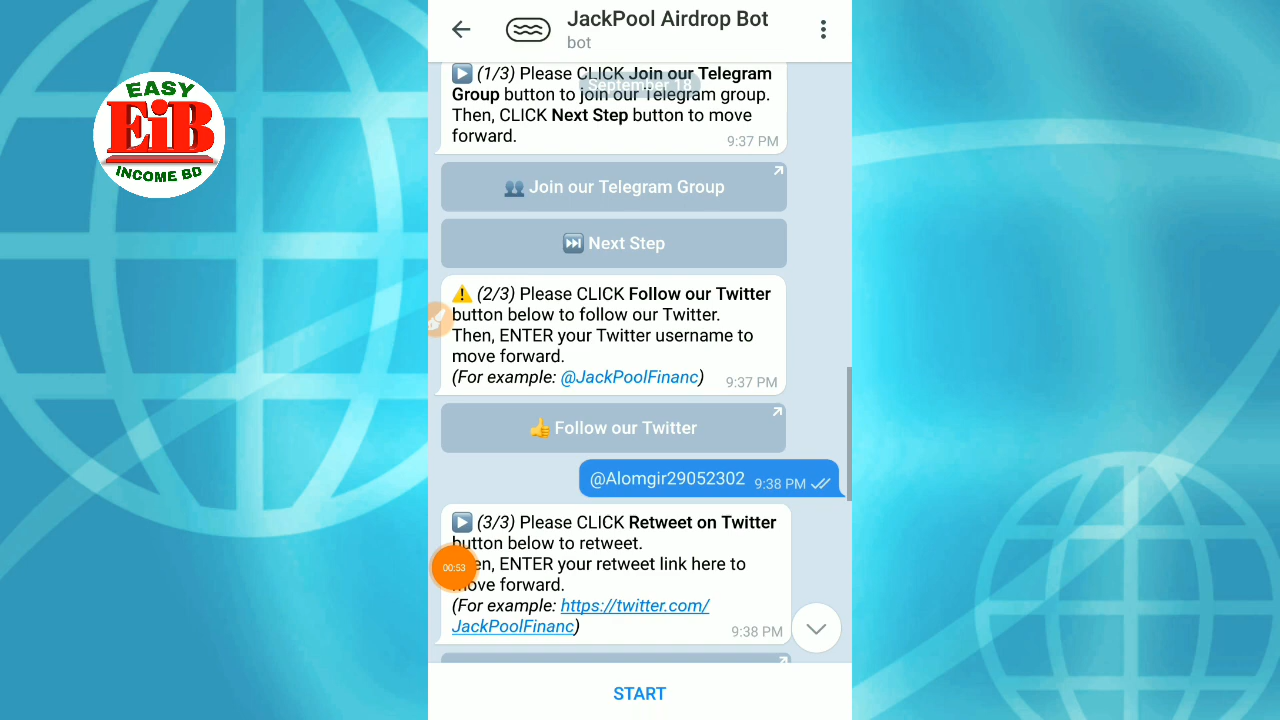 EASY
EiB
INCOME BD
JackPool Airdrop Bot
bot
(1/3) Please CLICK Join our Telegram
September 18
Group button to join our Telegram group.
Then, CLICK Next Step button to move
forward.
9:37 PM
Join our Telegram Group
Next Step
(2/3) Please CLICK Follow our Twitter
button below to follow our Twitter.
Then, ENTER your Twitter username to
move forward.
(For example: @JackPoolFinanc)
9:37 PM
Follow our Twitter
@Alomgir29052302 9:38 PM
(3/3) Please CLICK Retweet on Twitter
button below to retweet.
en, ENTER your retweet link here to
00:53
move forward.
(For example: https://twitter.com/
JackPoolFinanc)
9:38 PM
START